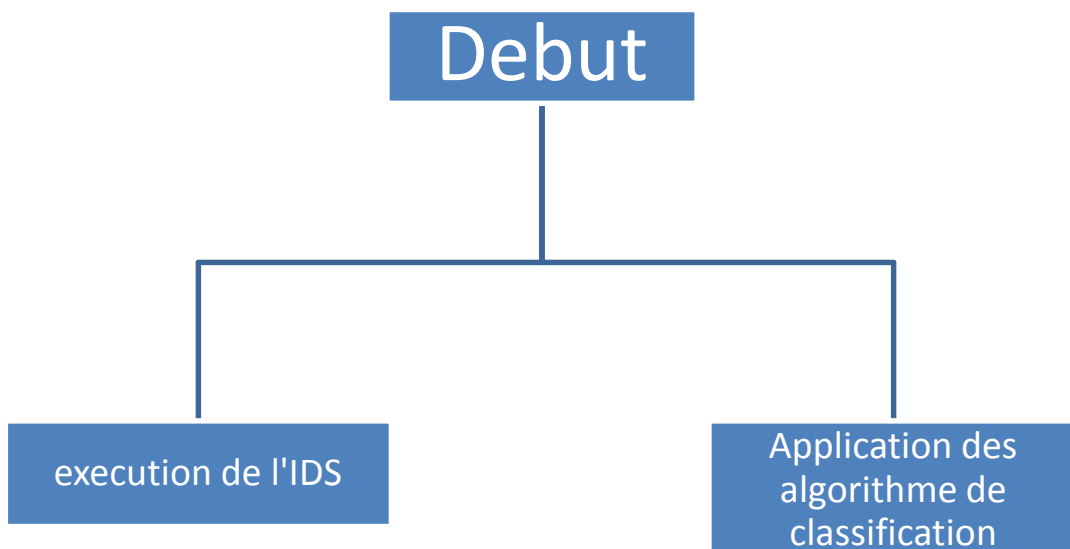 Debut
execution de l'IDS
Application des
algorithme de
classification